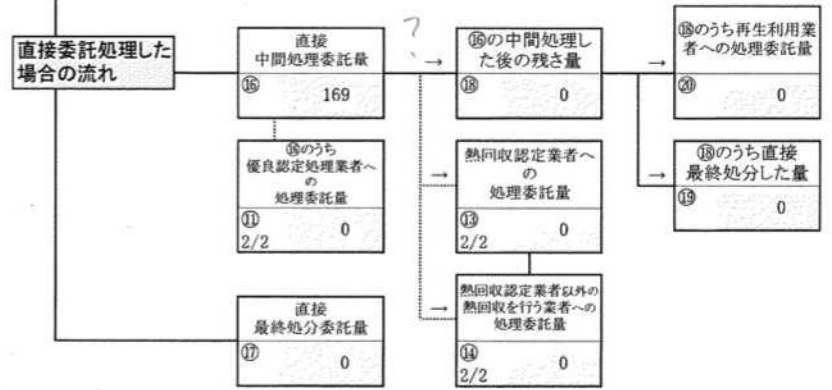 ?
直接委託処理した
場合の流れ
直接
中間処理委託量
⑯
169
→
⑯の中間処理し
た後の残さ量
⑱
0
→
⑱のうち再生利用業
者への処理委託量
⑳
0
⑯のうち
優良認定処理業者へ
の
処理委託量
⑪
2/2
0
→
熱回収認定業者へ
の
処理委託量
⑬
2/2
0
→
⑱のうち直接
最終処分した量
⑲
0
直接
最終処分委託量
⑰
0
→
熱回収認定業者以外の
熱回収を行う業者への
処理委託量
⑭
2/2
0